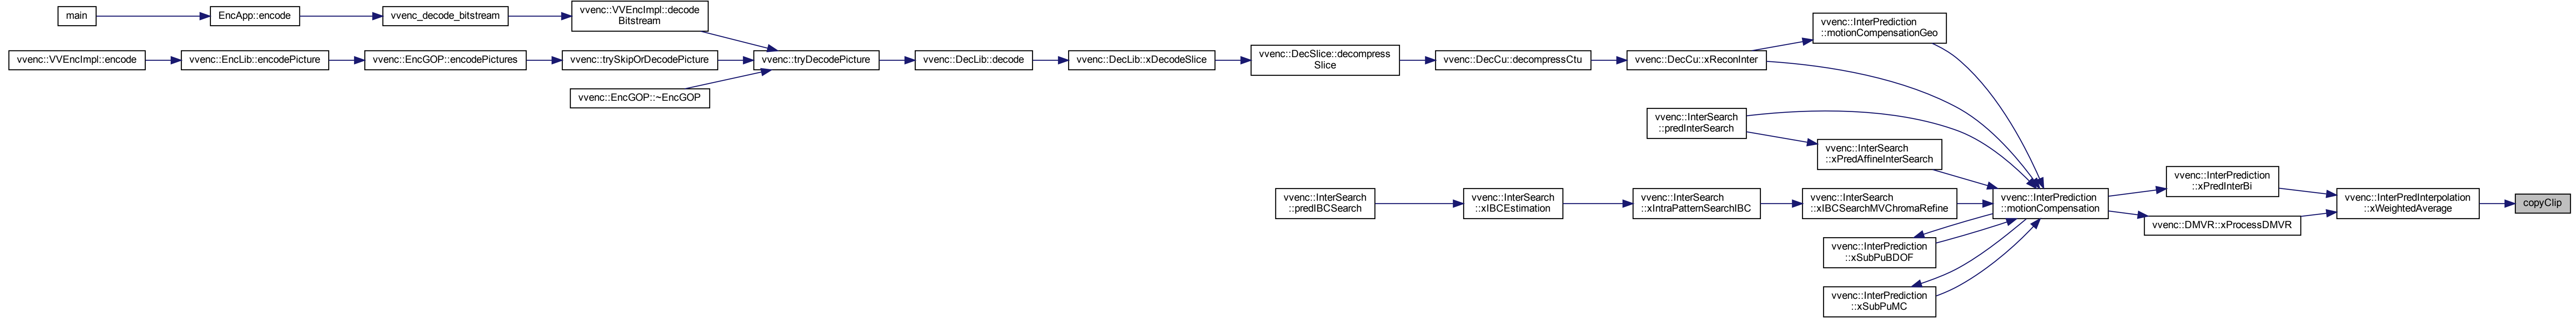 main
EncApp::encode
vvenc_decode_bitstream
vvenc::VVEncImpl::decode
Bitstream
vvenc::VVEncImpl::encode
vvenc::EncLib::encodePicture
vvenc::EncGOP::encodePictures
vvenc::trySkipOrDecodePicture
vvenc::EncGOP::~EncGOP
vvenc::tryDecodePicture
vvenc::DecLib::decode
vvenc::DecLib::xDecodeSlice
vvenc::DecSlice::decompress
Slice
vvenc::DecCu::decompressCtu
vvenc::DecCu::xReconInter
vvenc::InterPrediction
::motionCompensationGeo
vvenc::InterSearch
::predInterSearch
vvenc::InterSearch
::xPredAffineInterSearch
vvenc::InterSearch
::predIBCSearch
vvenc::InterSearch
::xIBCEstimation
vvenc::InterSearch
::xIntraPatternSearchIBC
vvenc::InterSearch
::xIBCSearchMVChromaRefine
vvenc::InterPrediction
::xSubPuBDOF
vvenc::InterPrediction
::xSubPuMC
vvenc::InterPrediction
::motionCompensation
vvenc::InterPrediction
::xPredInterBi
vvenc::DMVR::xProcessDMVR
vvenc::InterPredInterpolation
::xWeightedAverage
copyClip